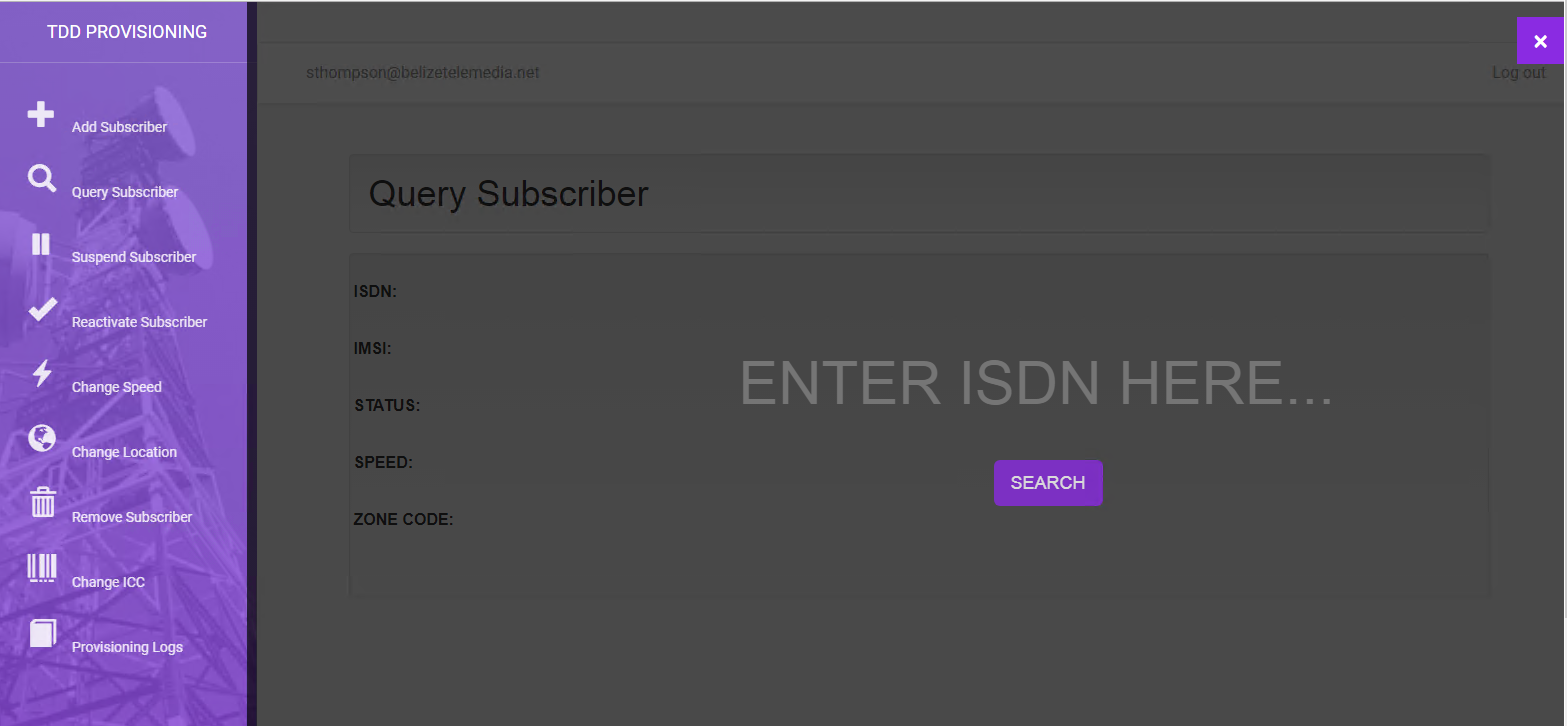 TDD PROVISIONING
Add Subscriber
Query Subscriber
Suspend Subscriber
Reactivate Subscriber
Change Speed
Change Location
Remove Subscriber
Change ICC
Provisioning Logs
sthompson@belizetelemedia.net
Log out
Query Subscriber
ISDN:
IMSI:
STATUS:
SPEED:
ZONE CODE:
ENTER ISDN HERE...
SEARCH